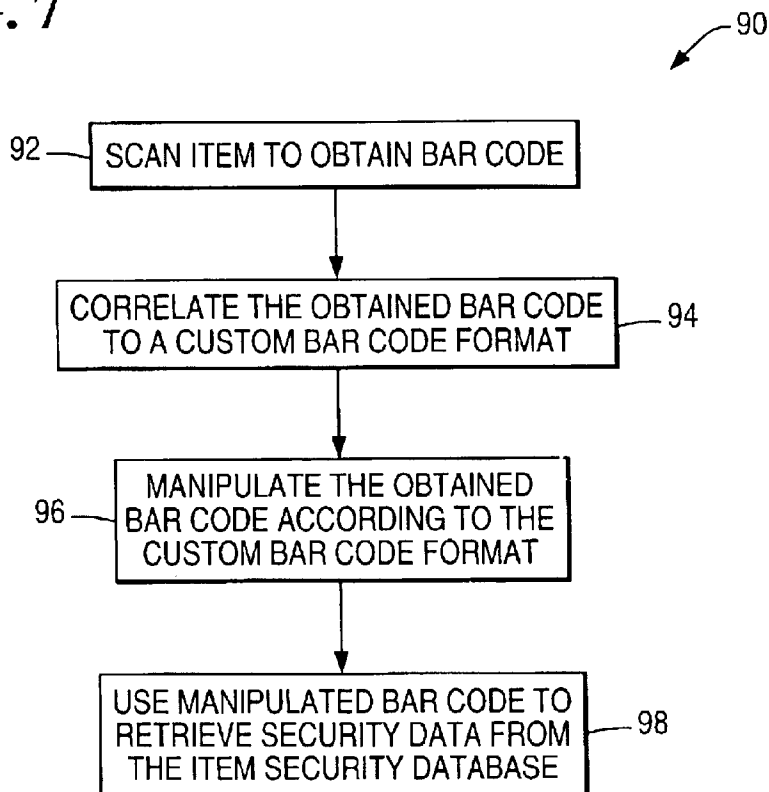 . 7
90
92
SCAN ITEM TO OBTAIN BAR CODE
CORRELATE THE OBTAINED BAR CODE
TO A CUSTOM BAR CODE FORMAT
94
96
MANIPULATE THE OBTAINED
BAR CODE ACCORDING TO THE
CUSTOM BAR CODE FORMAT
USE MANIPULATED BAR CODE TO
RETRIEVE SECURITY DATA FROM
THE ITEM SECURITY DATABASE
98